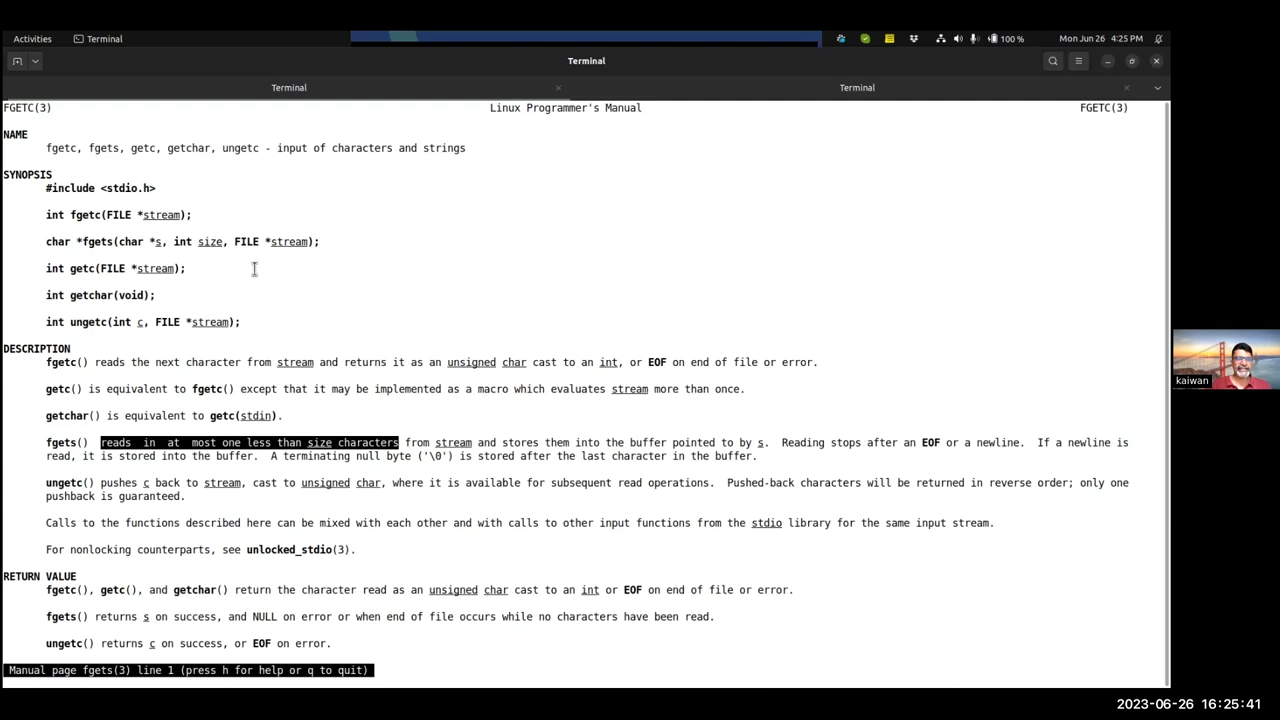 Activities Terminal 100 % Mon Jun 26 4:25 PM
Terminal
Terminal Terminal
FGETC(3) Linux Programmer's Manual FGETC(3)
NAME
fgetc, fgets, getc, getchar, ungetc - input of characters and strings
SYNOPSIS
#include <stdio.h>
int fgetc(FILE *stream);
char *fgets(char *s, int size, FILE *stream);
int getc(FILE *stream);
int getchar(void);
int ungetc(int c, FILE *stream);
DESCRIPTION
fgetc() reads the next character from stream and returns it as an unsigned char cast to an int, or EOF on end of file or error.
getc() is equivalent to fgetc() except that it may be implemented as a macro which evaluates stream more than once.
getchar() is equivalent to getc(stdin).
fgets() reads in at most one less than size characters from stream and stores them into the buffer pointed to by s. Reading stops after an EOF or a newline. If a newline is
read, it is stored into the buffer. A terminating null byte ('\0') is stored after the last character in the buffer.
ungetc() pushes c back to stream, cast to unsigned char, where it is available for subsequent read operations. Pushed-back characters will be returned in reverse order; only one
pushback is guaranteed.
Calls to the functions described here can be mixed with each other and with calls to other input functions from the stdio library for the same input stream.
For nonlocking counterparts, see unlocked_stdio(3).
RETURN VALUE
fgetc(), getc(), and getchar() return the character read as an unsigned char cast to an int or EOF on end of file or error.
fgets() returns s on success, and NULL on error or when end of file occurs while no characters have been read.
ungetc() returns c on success, or EOF on error.
Manual page fgets(3) line 1 (press h for help or q to quit)
kaiwan
2023-06-26 16:25:41